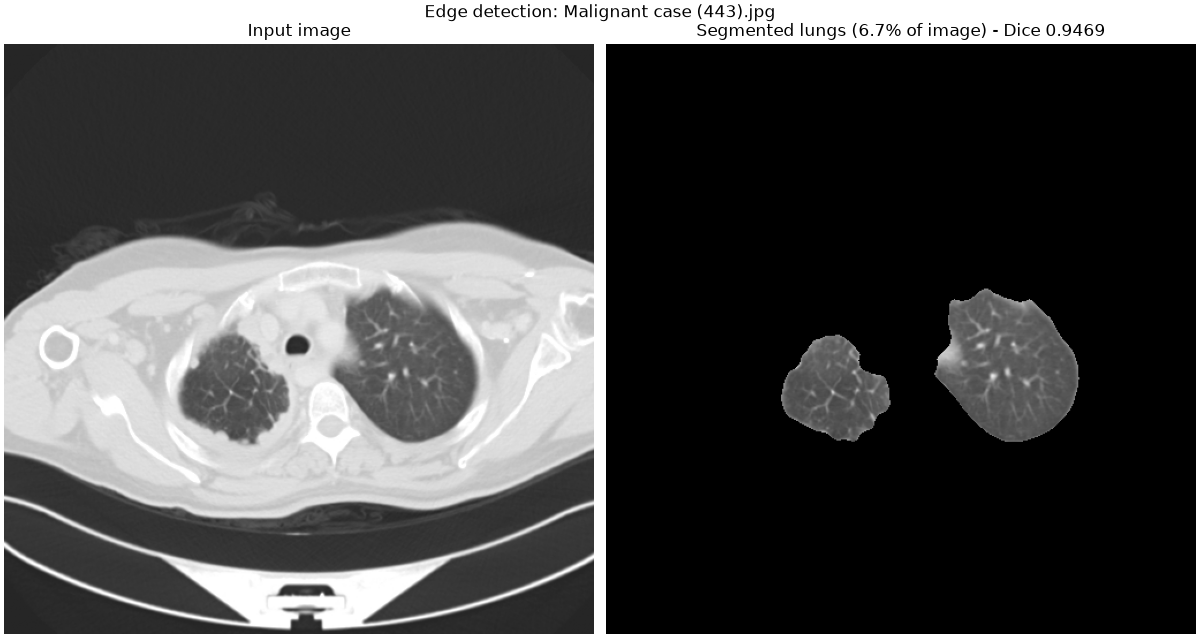 Edge detection: Malignant case (443).jpg
Input image
Segmented lungs (6.7% of image) - Dice 0.9469